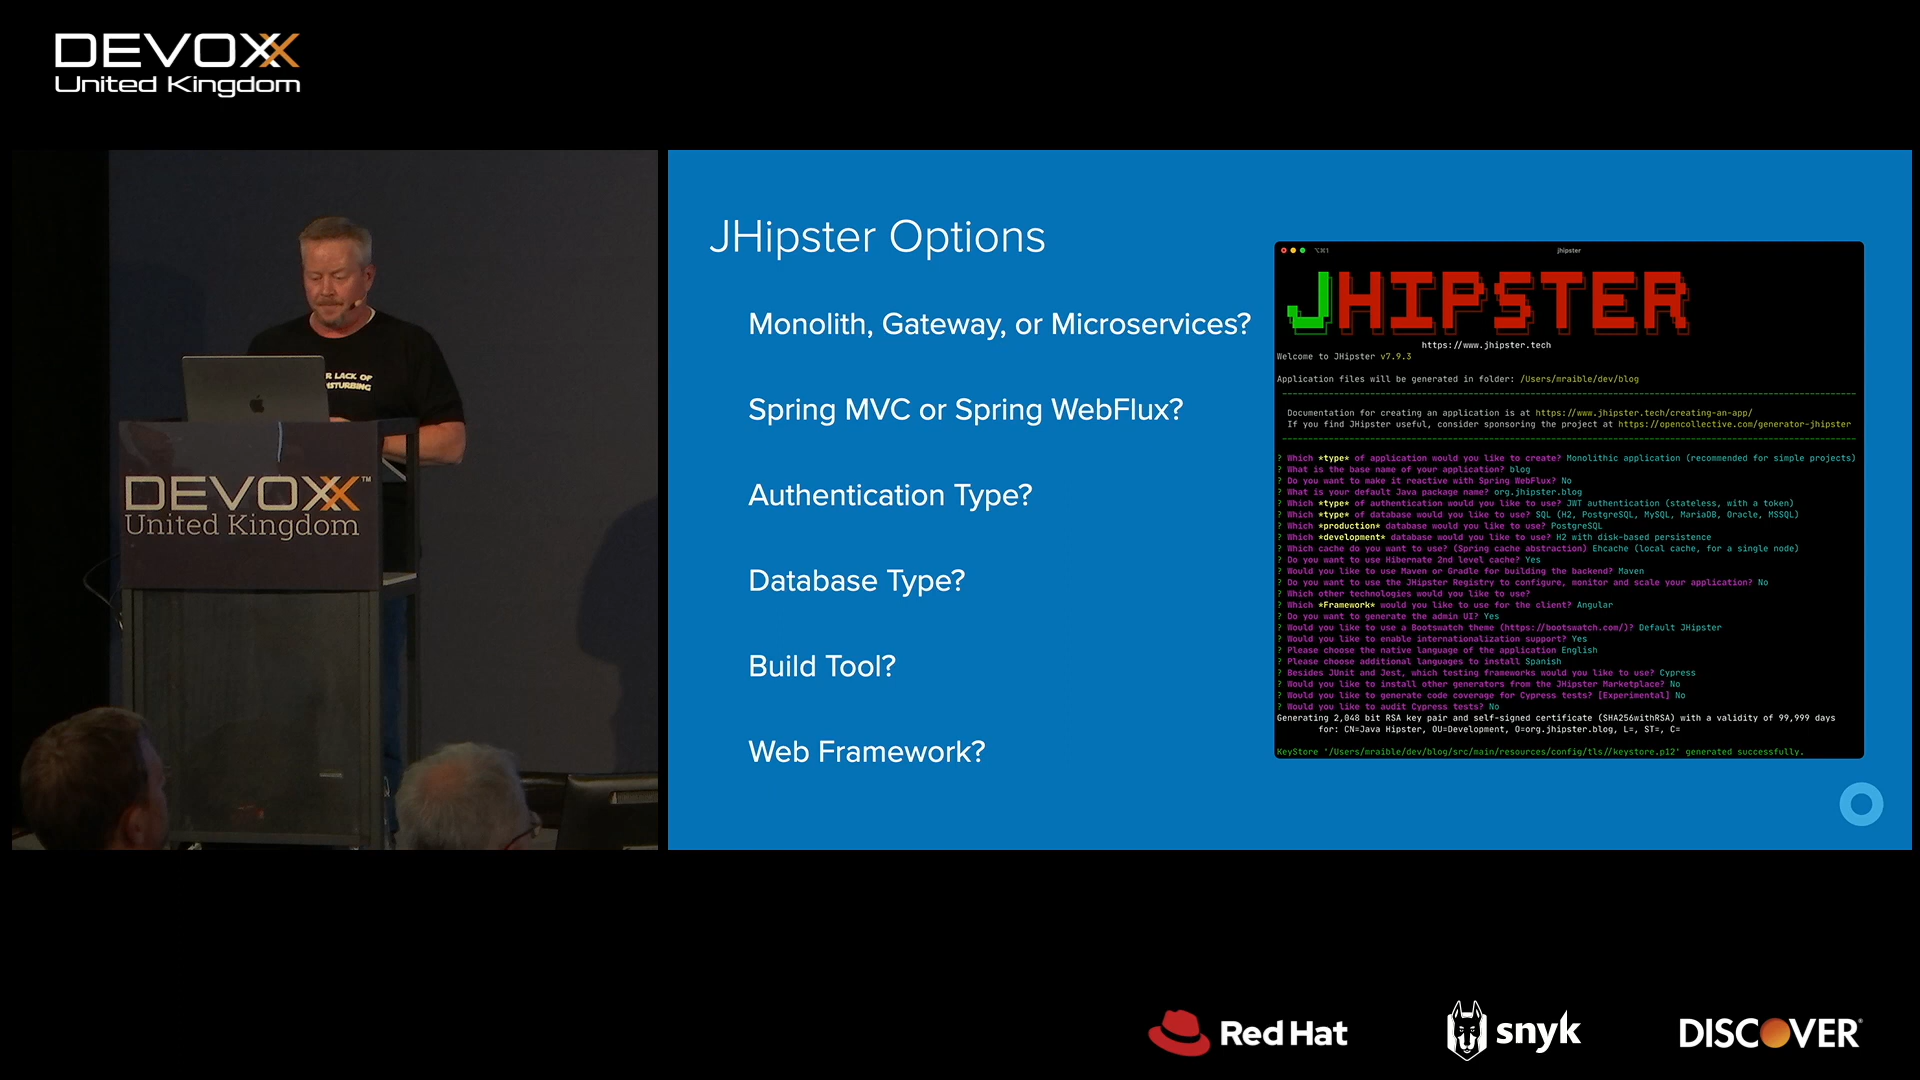 DEVOXX
United Kingdom
R LACK OF
ISTURBING
DEVOXX™
United Kingdom
JHipster Options
Monolith, Gateway, or Microservices?
Spring MVC or Spring WebFlux?
Authentication Type?
Database Type?
Build Tool?
Web Framework?
⌥⌘1
jhipster
JHIPSTER
https://www.jhipster.tech
Welcome to JHipster v7.9.3
Application files will be generated in folder: /Users/mraible/dev/blog
Documentation for creating an application is at https://www.jhipster.tech/creating-an-app/
If you find JHipster useful, consider sponsoring the project at https://opencollective.com/generator-jhipster
? Which *type* of application would you like to create? Monolithic application (recommended for simple projects)
? What is the base name of your application? blog
? Do you want to make it reactive with Spring WebFlux? No
? What is your default Java package name? org.jhipster.blog
? Which *type* of authentication would you like to use? JWT authentication (stateless, with a token)
? Which *type* of database would you like to use? SQL (H2, PostgreSQL, MySQL, MariaDB, Oracle, MSSQL)
? Which *production* database would you like to use? PostgreSQL
? Which *development* database would you like to use? H2 with disk-based persistence
? Which cache do you want to use? (Spring cache abstraction) Ehcache (local cache, for a single node)
? Do you want to use Hibernate 2nd level cache? Yes
? Would you like to use Maven or Gradle for building the backend? Maven
? Do you want to use the JHipster Registry to configure, monitor and scale your application? No
? Which other technologies would you like to use?
? Which *Framework* would you like to use for the client? Angular
? Do you want to generate the admin UI? Yes
? Would you like to use a Bootswatch theme (https://bootswatch.com/)? Default JHipster
? Would you like to enable internationalization support? Yes
? Please choose the native language of the application English
? Please choose additional languages to install Spanish
? Besides JUnit and Jest, which testing frameworks would you like to use? Cypress
? Would you like to install other generators from the JHipster Marketplace? No
? Would you like to generate code coverage for Cypress tests? [Experimental] No
? Would you like to audit Cypress tests? No
Generating 2,048 bit RSA key pair and self-signed certificate (SHA256withRSA) with a validity of 99,999 days
for: CN=Java Hipster, OU=Development, O=org.jhipster.blog, L=, ST=, C=
KeyStore '/Users/mraible/dev/blog/src/main/resources/config/tls//keystore.p12' generated successfully.
Red Hat
snyk
DISCOVER®